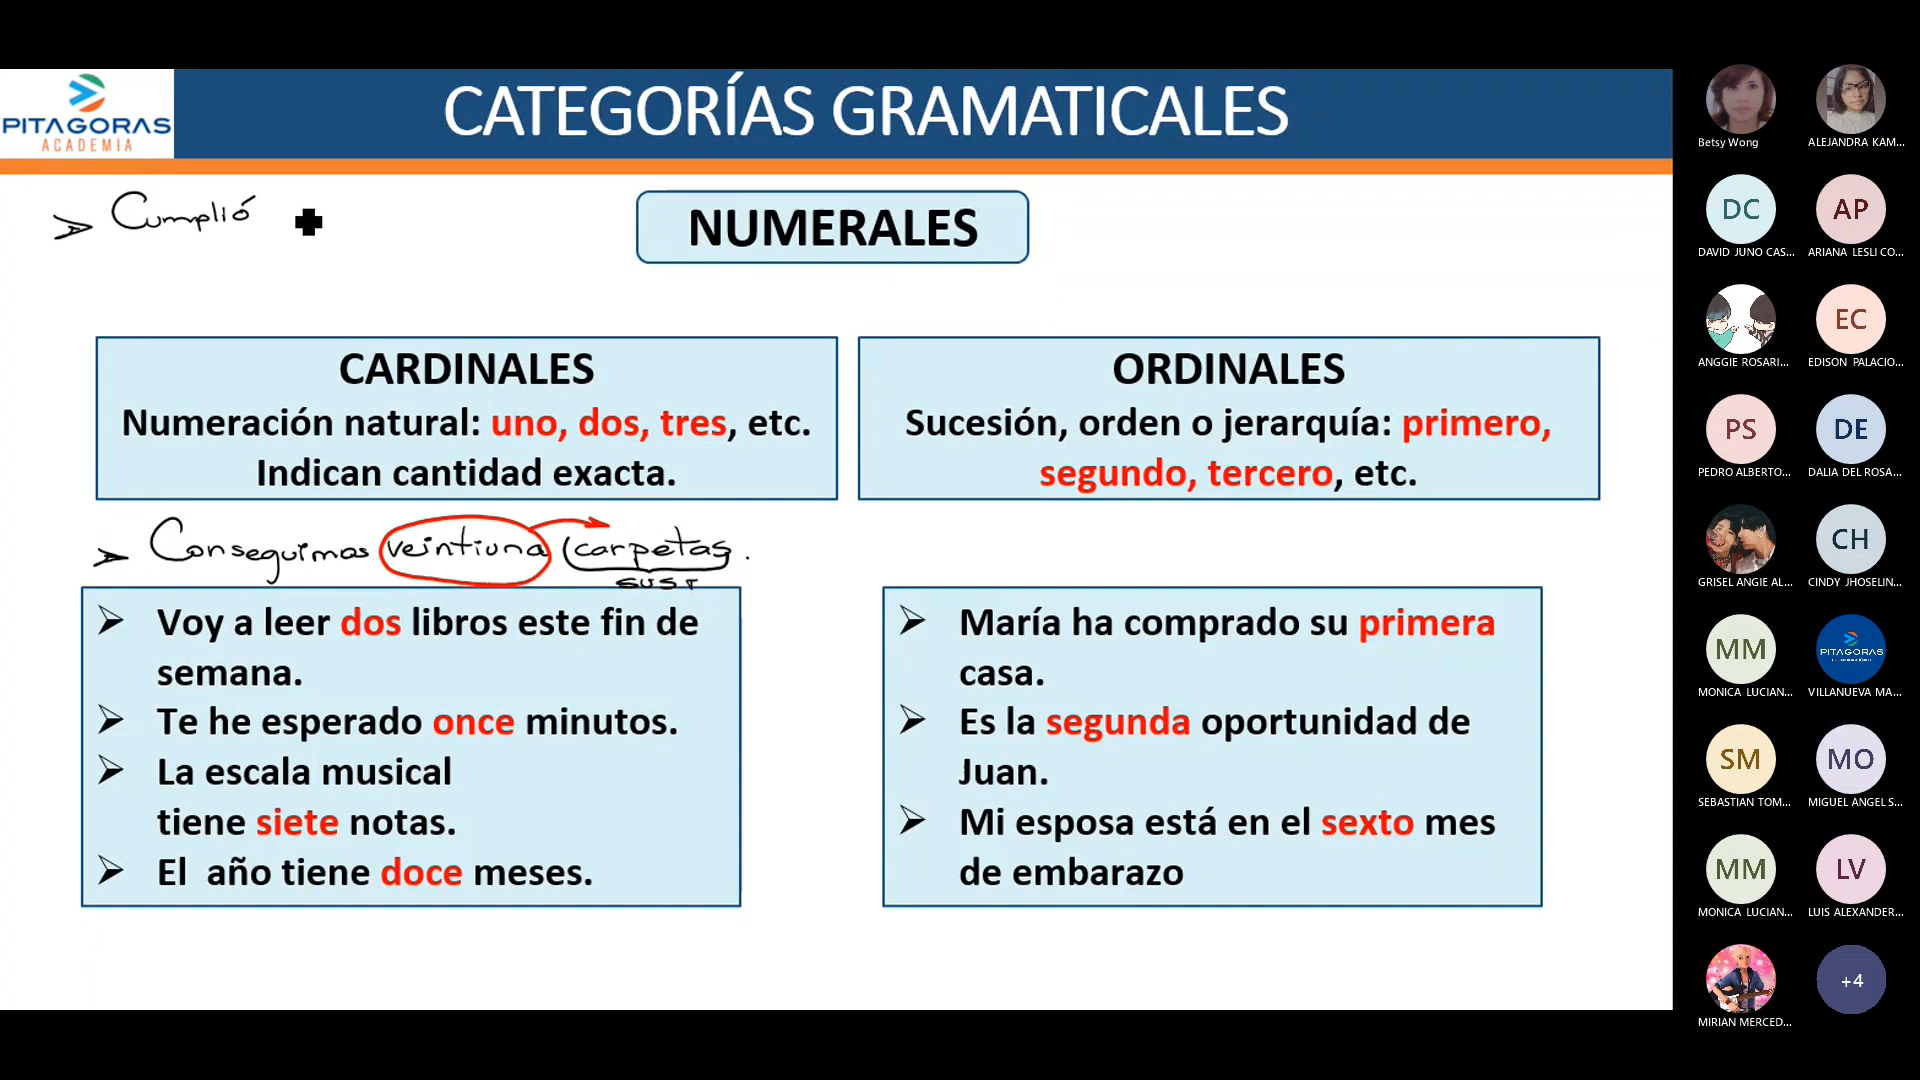 PITAGORAS
ACADEMIA
CATEGORÍAS GRAMATICALES
Cumplió
NUMERALES
CARDINALES
Numeración natural: uno, dos, tres, etc.
Indican cantidad exacta.
ORDINALES
Sucesión, orden o jerarquía: primero,
segundo, tercero, etc.
Conseguimos veintiuna carpetas.
sust
Voy a leer dos libros este fin de
semana.
Te he esperado once minutos.
La escala musical
tiene siete notas.
El año tiene doce meses.
María ha comprado su primera
casa.
Es la segunda oportunidad de
Juan.
Mi esposa está en el sexto mes
de embarazo
Betsy Wong
ALEJANDRA KAM...
DC
DAVID JUNO CAS...
AP
ARIANA LESLI CO...
ANGGIE ROSARI...
EC
EDISON PALACIO...
PS
PEDRO ALBERTO...
DE
DALIA DEL ROSA...
GRISEL ANGIE AL...
CH
CINDY JHOSELIN...
MM
MONICA LUCIAN...
PITAGORAS
VILLANUEVA MA...
SM
SEBASTIAN TOM...
MO
MIGUEL ANGEL S...
MM
MONICA LUCIAN...
LV
LUIS ALEXANDER...
MIRIAN MERCED...
+4